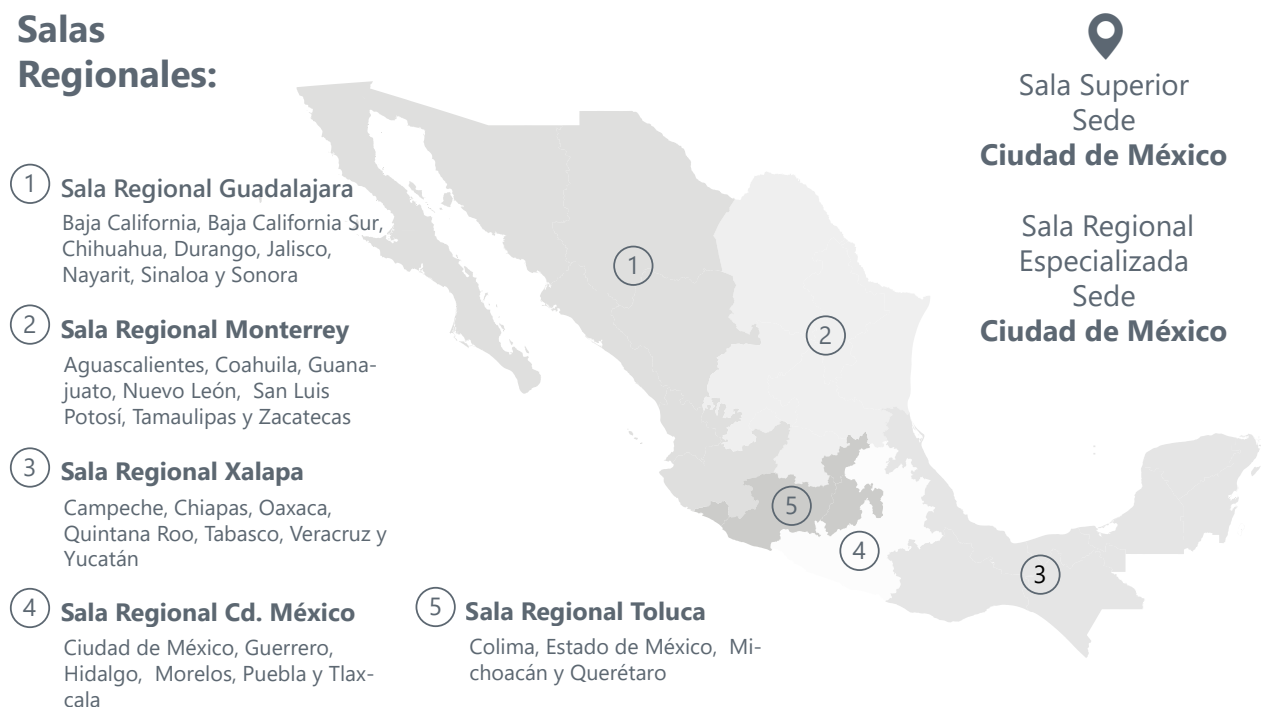 Salas
Regionales:
1 Sala Regional Guadalajara
Baja California, Baja California Sur,
Chihuahua, Durango, Jalisco,
Nayarit, Sinaloa y Sonora
2 Sala Regional Monterrey
Aguascalientes, Coahuila, Guana-
juato, Nuevo León, San Luis
Potosí, Tamaulipas y Zacatecas
3 Sala Regional Xalapa
Campeche, Chiapas, Oaxaca,
Quintana Roo, Tabasco, Veracruz y
Yucatán
4 Sala Regional Cd. México
Ciudad de México, Guerrero,
Hidalgo, Morelos, Puebla y Tlax-
cala
5 Sala Regional Toluca
Colima, Estado de México, Mi-
choacán y Querétaro
1
2
5
4
3
Sala Superior
Sede
Ciudad de México
Sala Regional
Especializada
Sede
Ciudad de México